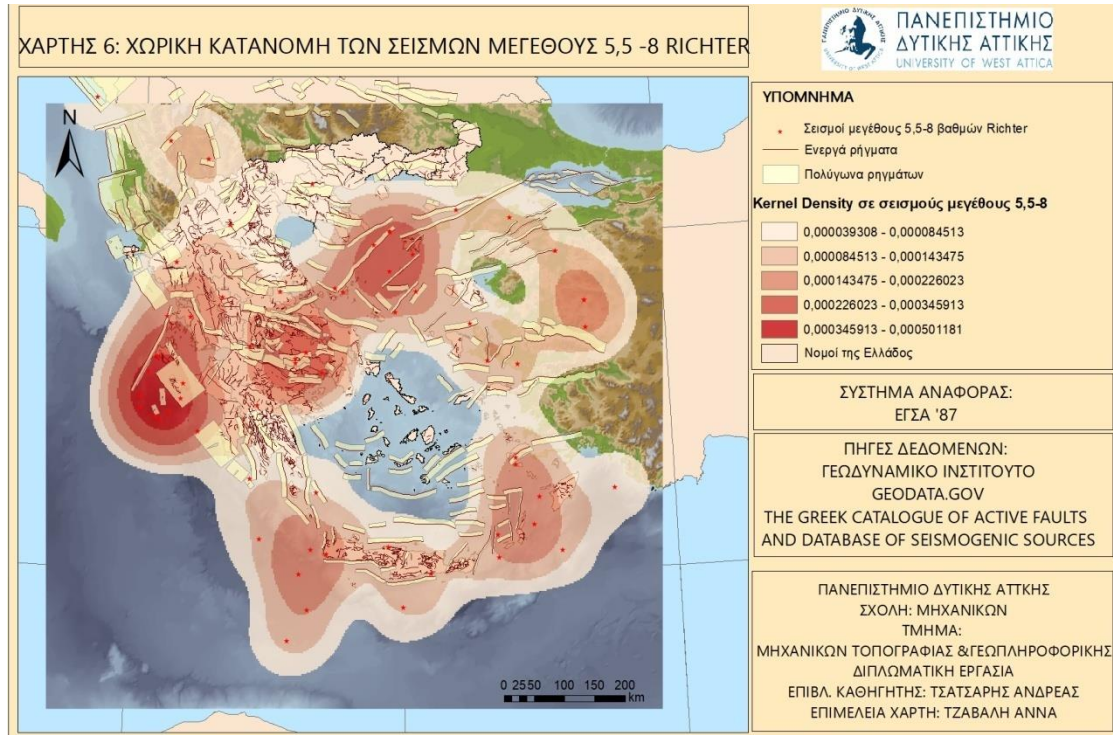 ΧΑΡΤΗΣ 6: ΧΩΡΙΚΗ ΚΑΤΑΝΟΜΗ ΤΩΝ ΣΕΙΣΜΩΝ ΜΕΓΕΘΟΥΣ 5,5 -8 RICHTER
ΠΑΝΕΠΙΣΤΗΜΙΟ
ΔΥΤΙΚΗΣ ΑΤΤΙΚΗΣ
UNIVERSITY OF WEST ATTICA
N
0 25 50 100 150 200
km
ΥΠΟΜΝΗΜΑ
Σεισμοί μεγέθους 5,5-8 βαθμών Richter
Ενεργά ρήγματα
Πολύγωνα ρηγμάτων
Kernel Density σε σεισμούς μεγέθους 5,5-8
0,000039308 - 0,000084513
0,000084513 - 0,000143475
0,000143475 - 0,000226023
0,000226023 - 0,000345913
0,000345913 - 0,000501181
Νομοί της Ελλάδος
ΣΥΣΤΗΜΑ ΑΝΑΦΟΡΑΣ:
ΕΓΣΑ '87
ΠΗΓΕΣ ΔΕΔΟΜΕΝΩΝ:
ΓΕΩΔΥΝΑΜΙΚΟ ΙΝΣΤΙΤΟΥΤΟ
GEODATA.GOV
THE GREEK CATALOGUE OF ACTIVE FAULTS
AND DATABASE OF SEISMOGENIC SOURCES
ΠΑΝΕΠΙΣΤΗΜΙΟ ΔΥΤΙΚΗΣ ΑΤΤΚΗΣ
ΣΧΟΛΗ: ΜΗΧΑΝΙΚΩΝ
ΤΜΗΜΑ:
ΜΗΧΑΝΙΚΩΝ ΤΟΠΟΓΡΑΦΙΑΣ &ΓΕΩΠΛΗΡΟΦΟΡΙΚΗΣ
ΔΙΠΛΩΜΑΤΙΚΗ ΕΡΓΑΣΙΑ
ΕΠΙΒΛ. ΚΑΘΗΓΗΤΗΣ: ΤΣΑΤΣΑΡΗΣ ΑΝΔΡΕΑΣ
ΕΠΙΜΕΛΕΙΑ ΧΑΡΤΗ: ΤΖΑΒΑΛΗ ΑΝΝΑ